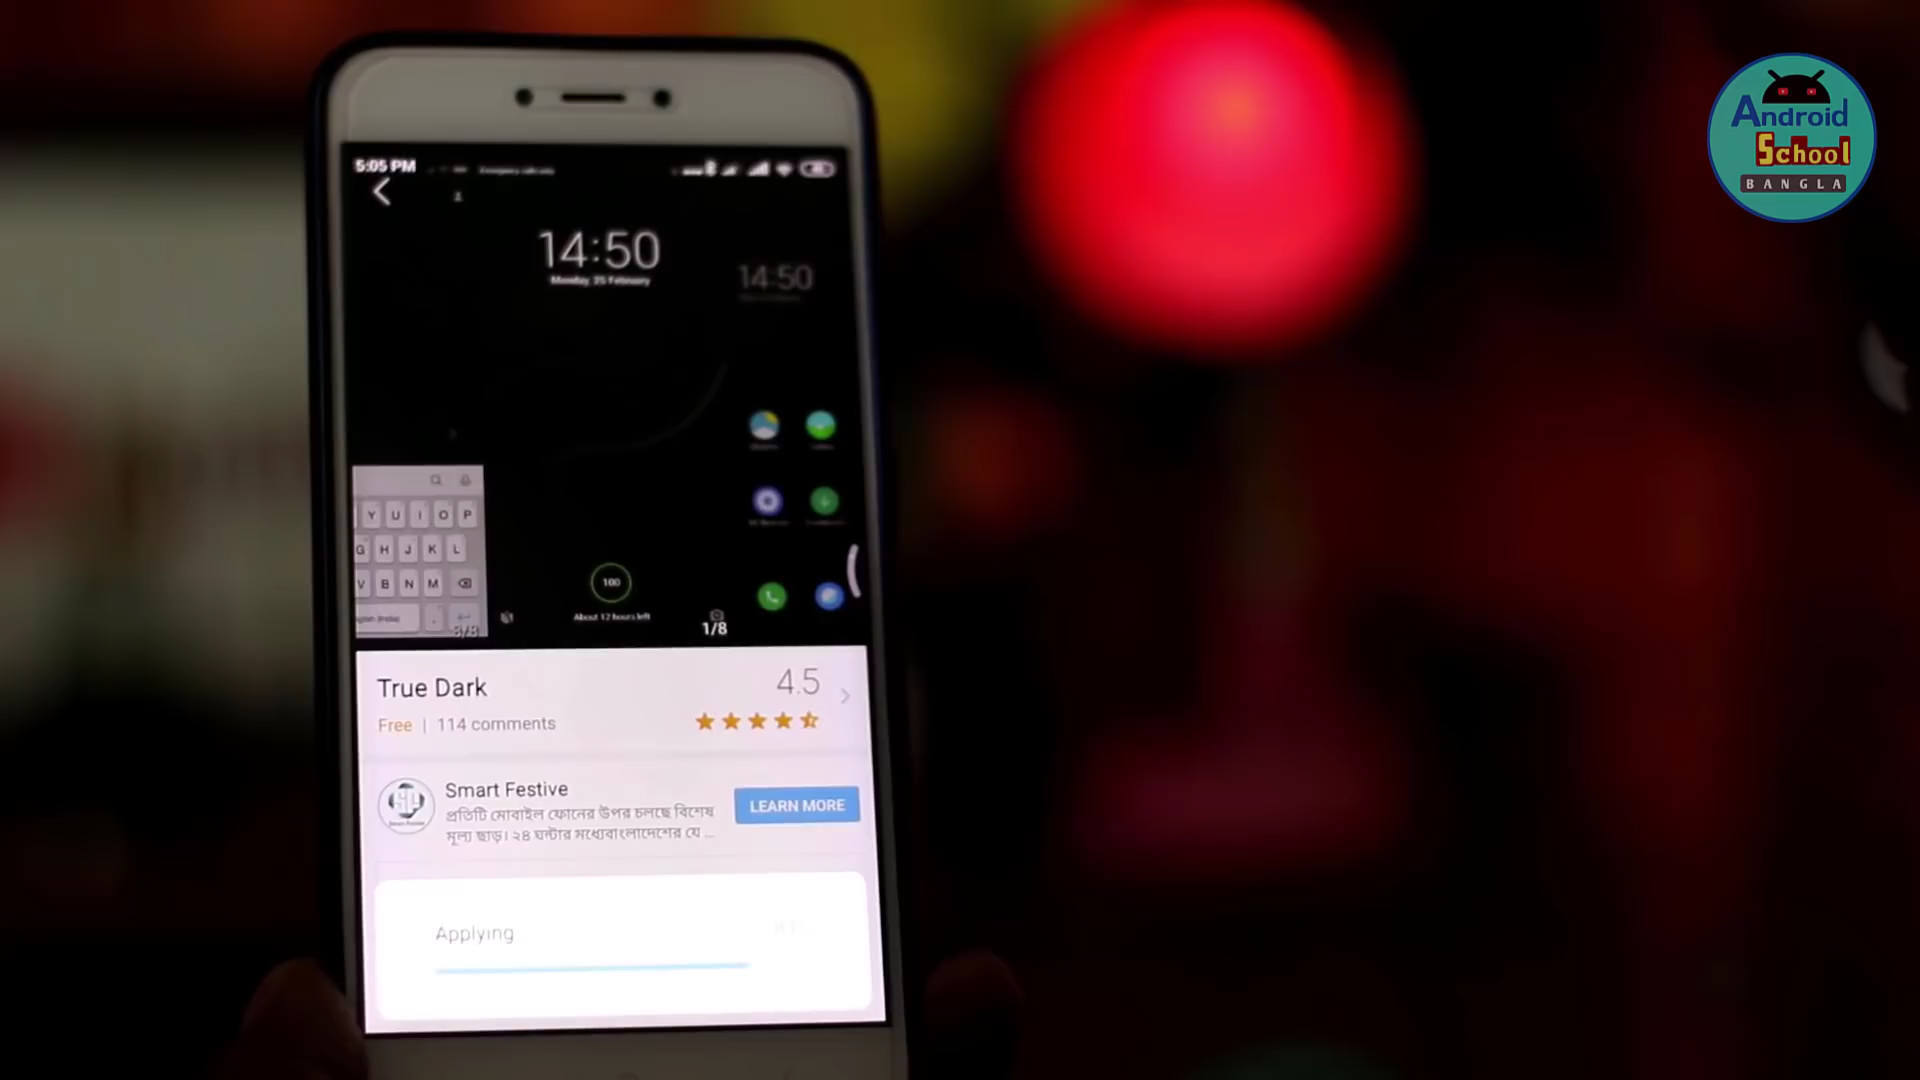 Android
School
BANGLA
5:05 PM
14:50
Monday, 25 February
14:50
Y U I O P
G H J K L
V B N M
100
About 12 hours left
8/8
1/8
True Dark
4.5
Free | 114 comments
Smart Festive
প্রতিটি মোবাইল ফোনের উপর চলছে বিশেষ
মূল্য ছাড়। ২৪ ঘন্টার মধ্যেবাংলাদেশের যে ...
LEARN MORE
Applying